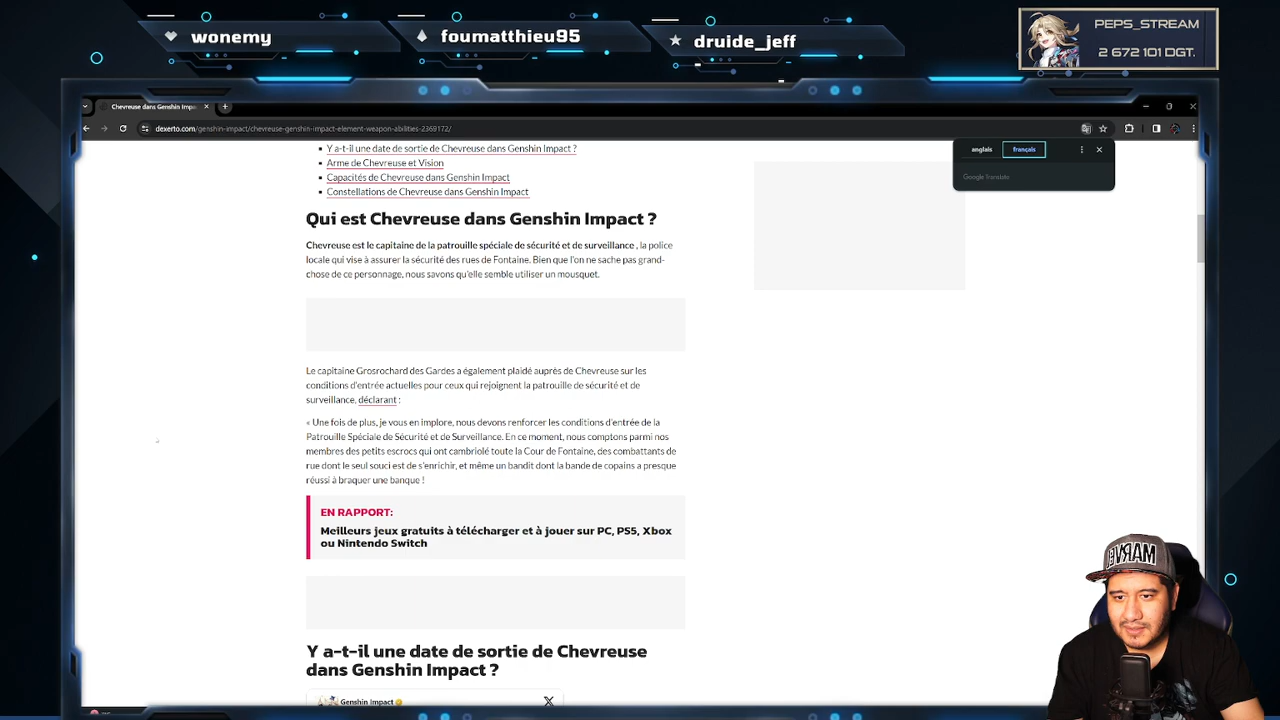 wonemy
foumatthieu95
druide_jeff
PEPS_STREAM
2 672 101 DGT.
Chevreuse dans Genshin Imp
dexerto.com/genshin-impact/chevreuse-genshin-impact-element-weapon-abilities-2369172/
anglais
français
Google Translate
Y a-t-il une date de sortie de Chevreuse dans Genshin Impact ?
Arme de Chevreuse et Vision
Capacités de Chevreuse dans Genshin Impact
Constellations de Chevreuse dans Genshin Impact
Qui est Chevreuse dans Genshin Impact ?
Chevreuse est le capitaine de la patrouille spéciale de sécurité et de surveillance , la police
locale qui vise à assurer la sécurité des rues de Fontaine. Bien que l'on ne sache pas grand-
chose de ce personnage, nous savons qu'elle semble utiliser un mousquet.
Le capitaine Grosrochard des Gardes a également plaidé auprès de Chevreuse sur les
conditions d'entrée actuelles pour ceux qui rejoignent la patrouille de sécurité et de
surveillance, déclarant :
« Une fois de plus, je vous en implore, nous devons renforcer les conditions d'entrée de la
Patrouille Spéciale de Sécurité et de Surveillance. En ce moment, nous comptons parmi nos
membres des petits escrocs qui ont cambriolé toute la Cour de Fontaine, des combattants de
rue dont le seul souci est de s'enrichir, et même un bandit dont la bande de copains a presque
réussi à braquer une banque !
EN RAPPORT:
Meilleurs jeux gratuits à télécharger et à jouer sur PC, PS5, Xbox
ou Nintendo Switch
Y a-t-il une date de sortie de Chevreuse
dans Genshin Impact ?
Genshin Impact
MARVEL